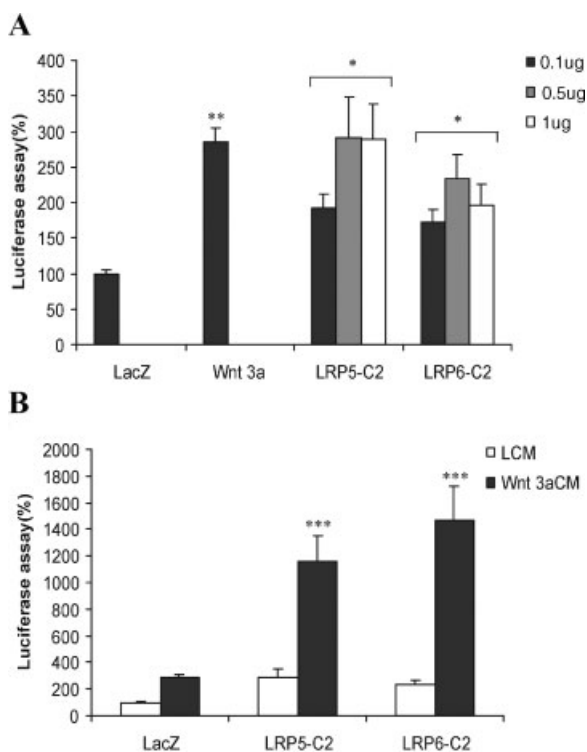 A
Luciferase assay(%)
400
350
300
250
200
150
100
50
0
**
*
*
0.1ug
0.5ug
1ug
LacZ Wnt 3a LRP5-C2 LRP6-C2
B
Luciferase assay(%)
2000
1800
1600
1400
1200
1000
800
600
400
200
0
***
***
LCM
Wnt 3aCM
LacZ LRP5-C2 LRP6-C2